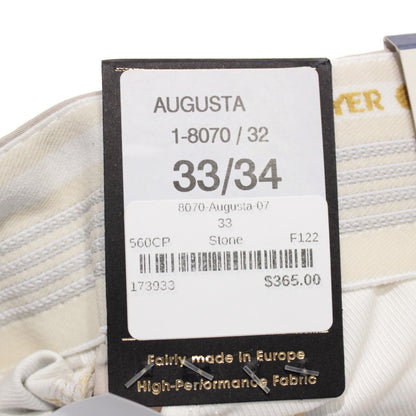 AUGUSTA
1-8070 / 32
33/34
8070-Augusta-07
33
560CP Stone F122
173933 $365.00
Fairly made in Europe
High-Performance Fabric
YER